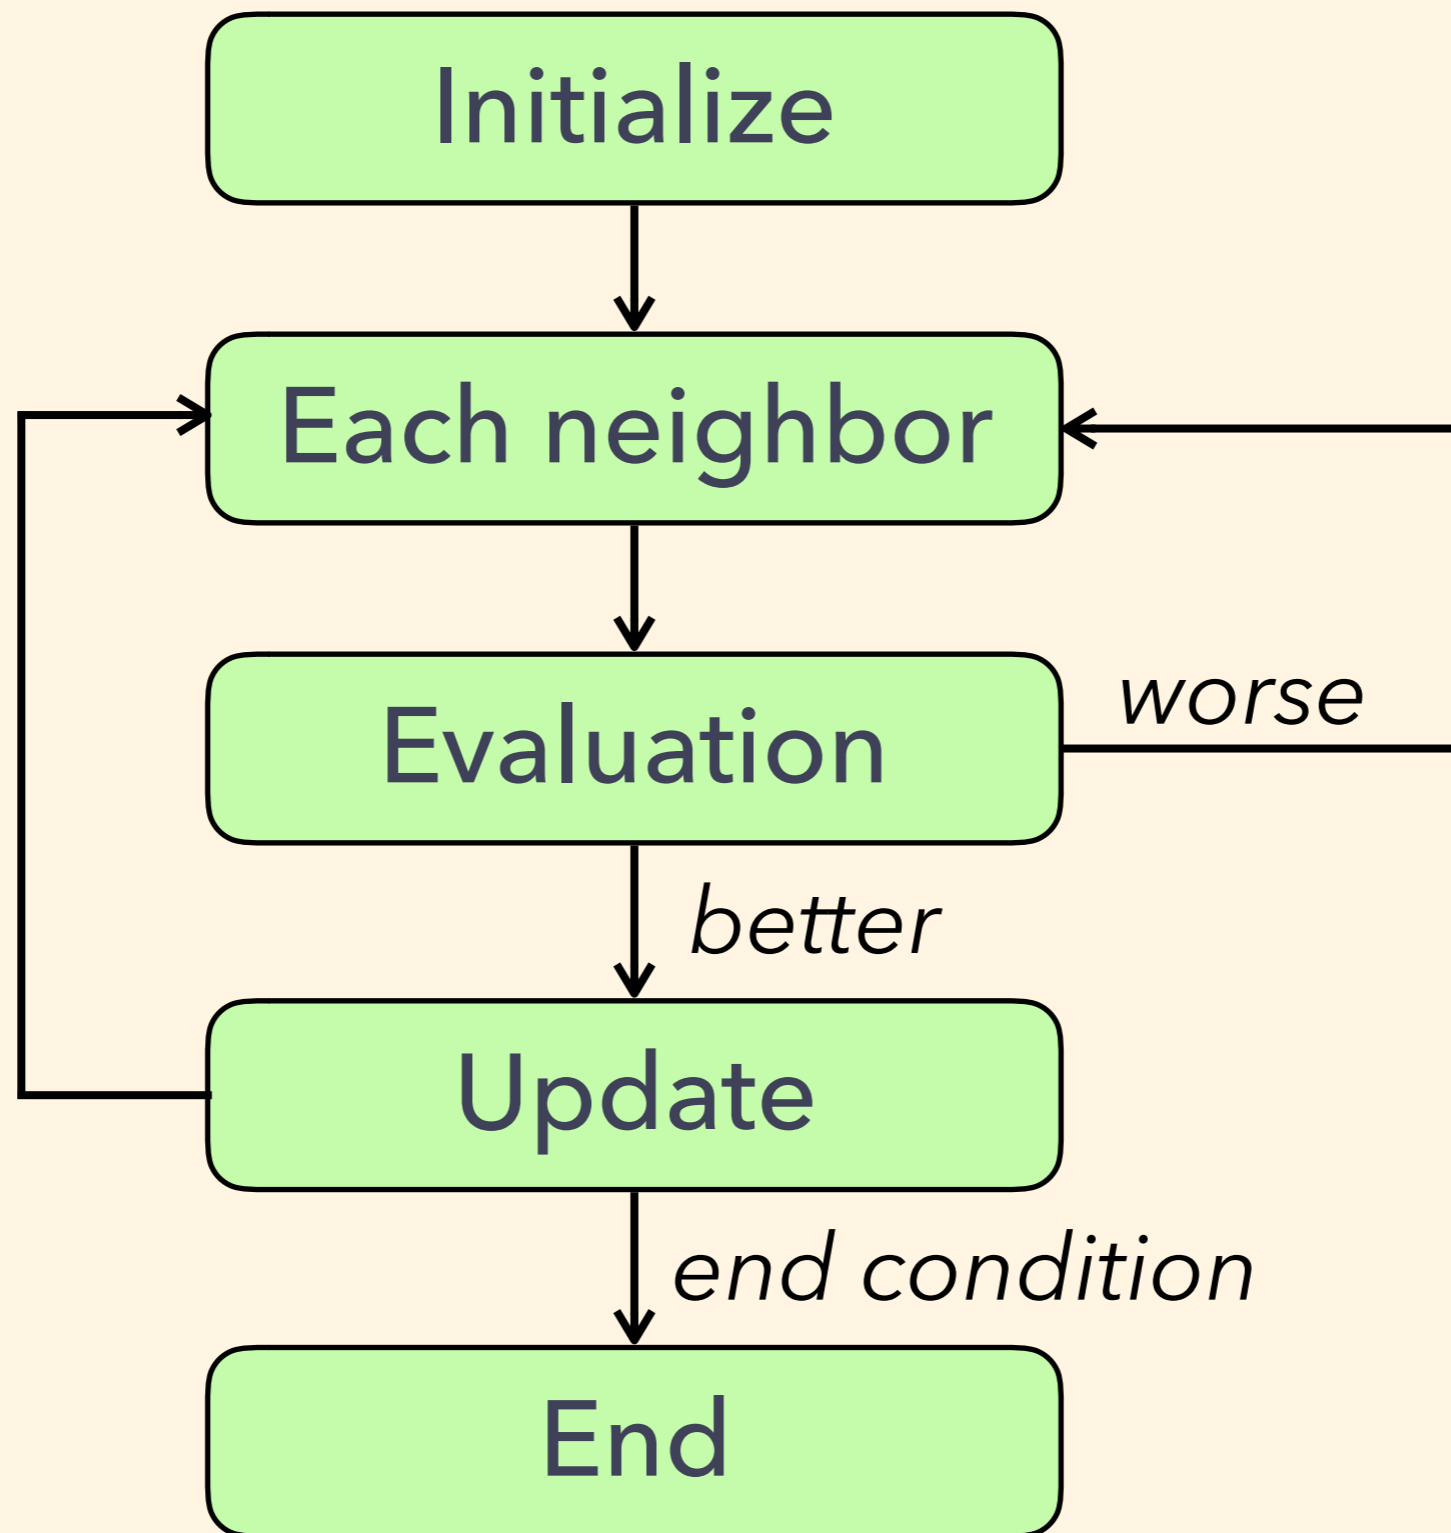 Initialize
Each neighbor
Evaluation
worse
better
Update
end condition
End